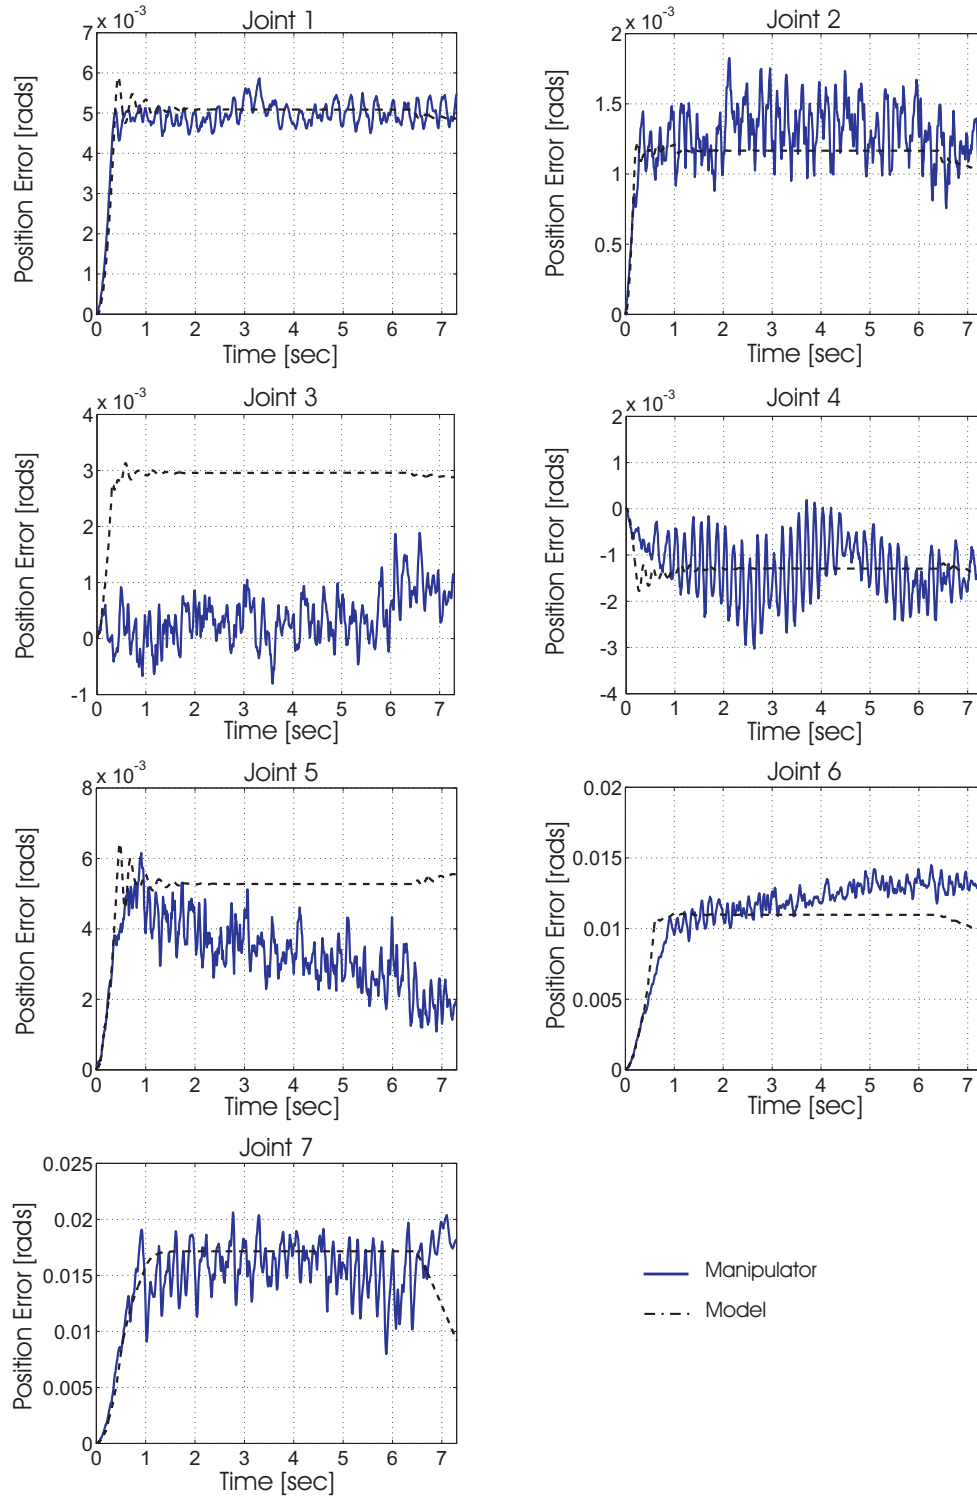 Joint 1
x 10⁻³
7
6
5
4
3
2
1
0
Position Error [rads]
0 1 2 3 4 5 6 7
Time [sec]
Joint 2
x 10⁻³
2
1.5
1
0.5
0
Position Error [rads]
0 1 2 3 4 5 6 7
Time [sec]
Joint 3
x 10⁻³
4
3
2
1
0
-1
Position Error [rads]
0 1 2 3 4 5 6 7
Time [sec]
Joint 4
x 10⁻³
2
1
0
-1
-2
-3
-4
Position Error [rads]
0 1 2 3 4 5 6 7
Time [sec]
Joint 5
x 10⁻³
8
6
4
2
0
Position Error [rads]
0 1 2 3 4 5 6 7
Time [sec]
Joint 6
0.02
0.015
0.01
0.005
0
Position Error [rads]
0 1 2 3 4 5 6 7
Time [sec]
Joint 7
0.025
0.02
0.015
0.01
0.005
0
Position Error [rads]
0 1 2 3 4 5 6 7
Time [sec]
Manipulator
Model